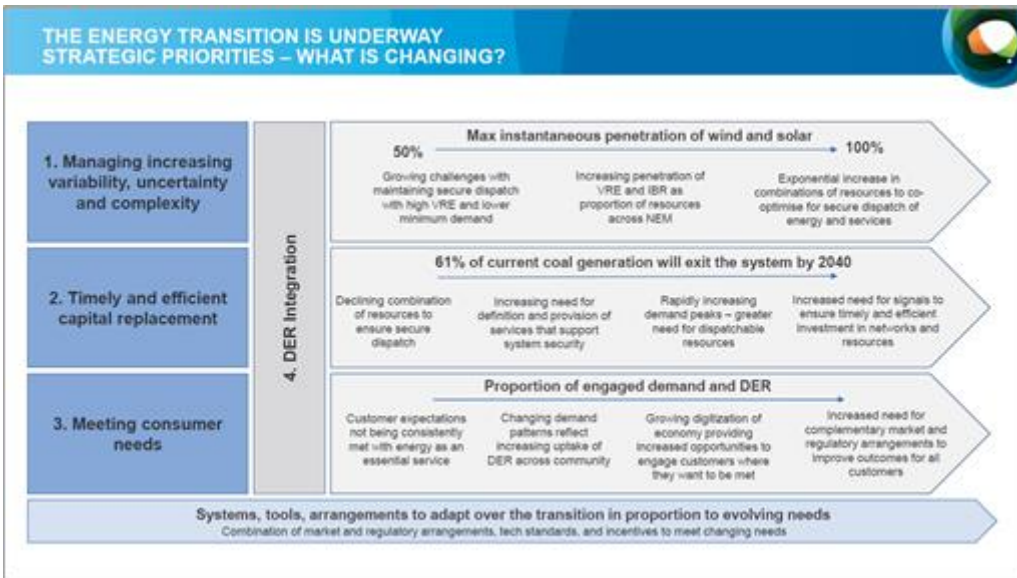 THE ENERGY TRANSITION IS UNDERWAY
STRATEGIC PRIORITIES – WHAT IS CHANGING?
1. Managing increasing
variability, uncertainty
and complexity
2. Timely and efficient
capital replacement
3. Meeting consumer
needs
4. DER Integration
Max instantaneous penetration of wind and solar
50%
100%
Growing challenges with
maintaining secure dispatch
with high VRE and lower
minimum demand
Increasing penetration of
VRE and IBR as
proportion of resources
across NEM
Exponential increase in
combinations of resources to co-
optimise for secure dispatch of
energy and services
61% of current coal generation will exit the system by 2040
Declining combination
of resources to
ensure secure
dispatch
Increasing need for
definition and provision of
services that support
system security
Rapidly increasing
demand peaks – greater
need for dispatchable
resources
Increased need for signals to
ensure timely and efficient
investment in networks and
resources
Proportion of engaged demand and DER
Customer expectations
not being consistently
met with energy as an
essential service
Changing demand
patterns reflect
increasing uptake of
DER across community
Growing digitization of
economy providing
increased opportunities to
engage customers where
they want to be met
Increased need for
complementary market and
regulatory arrangements to
improve outcomes for all
customers
Systems, tools, arrangements to adapt over the transition in proportion to evolving needs
Combination of market and regulatory arrangements, tech standards, and incentives to meet changing needs